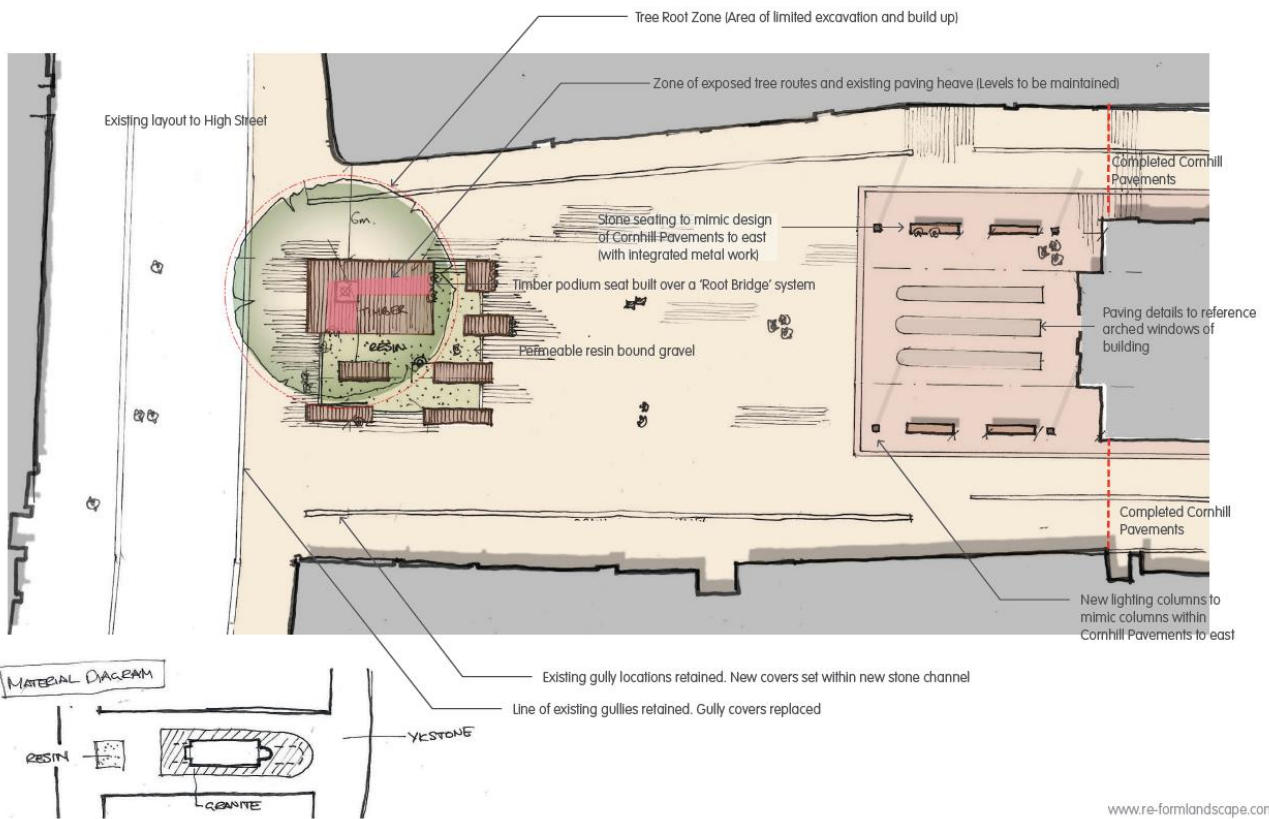 Tree Root Zone (Area of limited excavation and build up)
Zone of exposed tree routes and existing paving heave (Levels to be maintained)
Existing layout to High Street
Completed Cornhill
Pavements
6m.
Stone seating to mimic design
of Cornhill Pavements to east
(with integrated metal work)
Timber podium seat built over a 'Root Bridge' system
TIMBER
Paving details to reference
arched windows of
building
RESIN
Permeable resin bound gravel
Completed Cornhill
Pavements
New lighting columns to
mimic columns within
Cornhill Pavements to east
Existing gully locations retained. New covers set within new stone channel
Line of existing gullies retained. Gully covers replaced
MATERIAL DIAGRAM
RESIN
YKSTONE
GRANITE
www.re-formlandscape.com